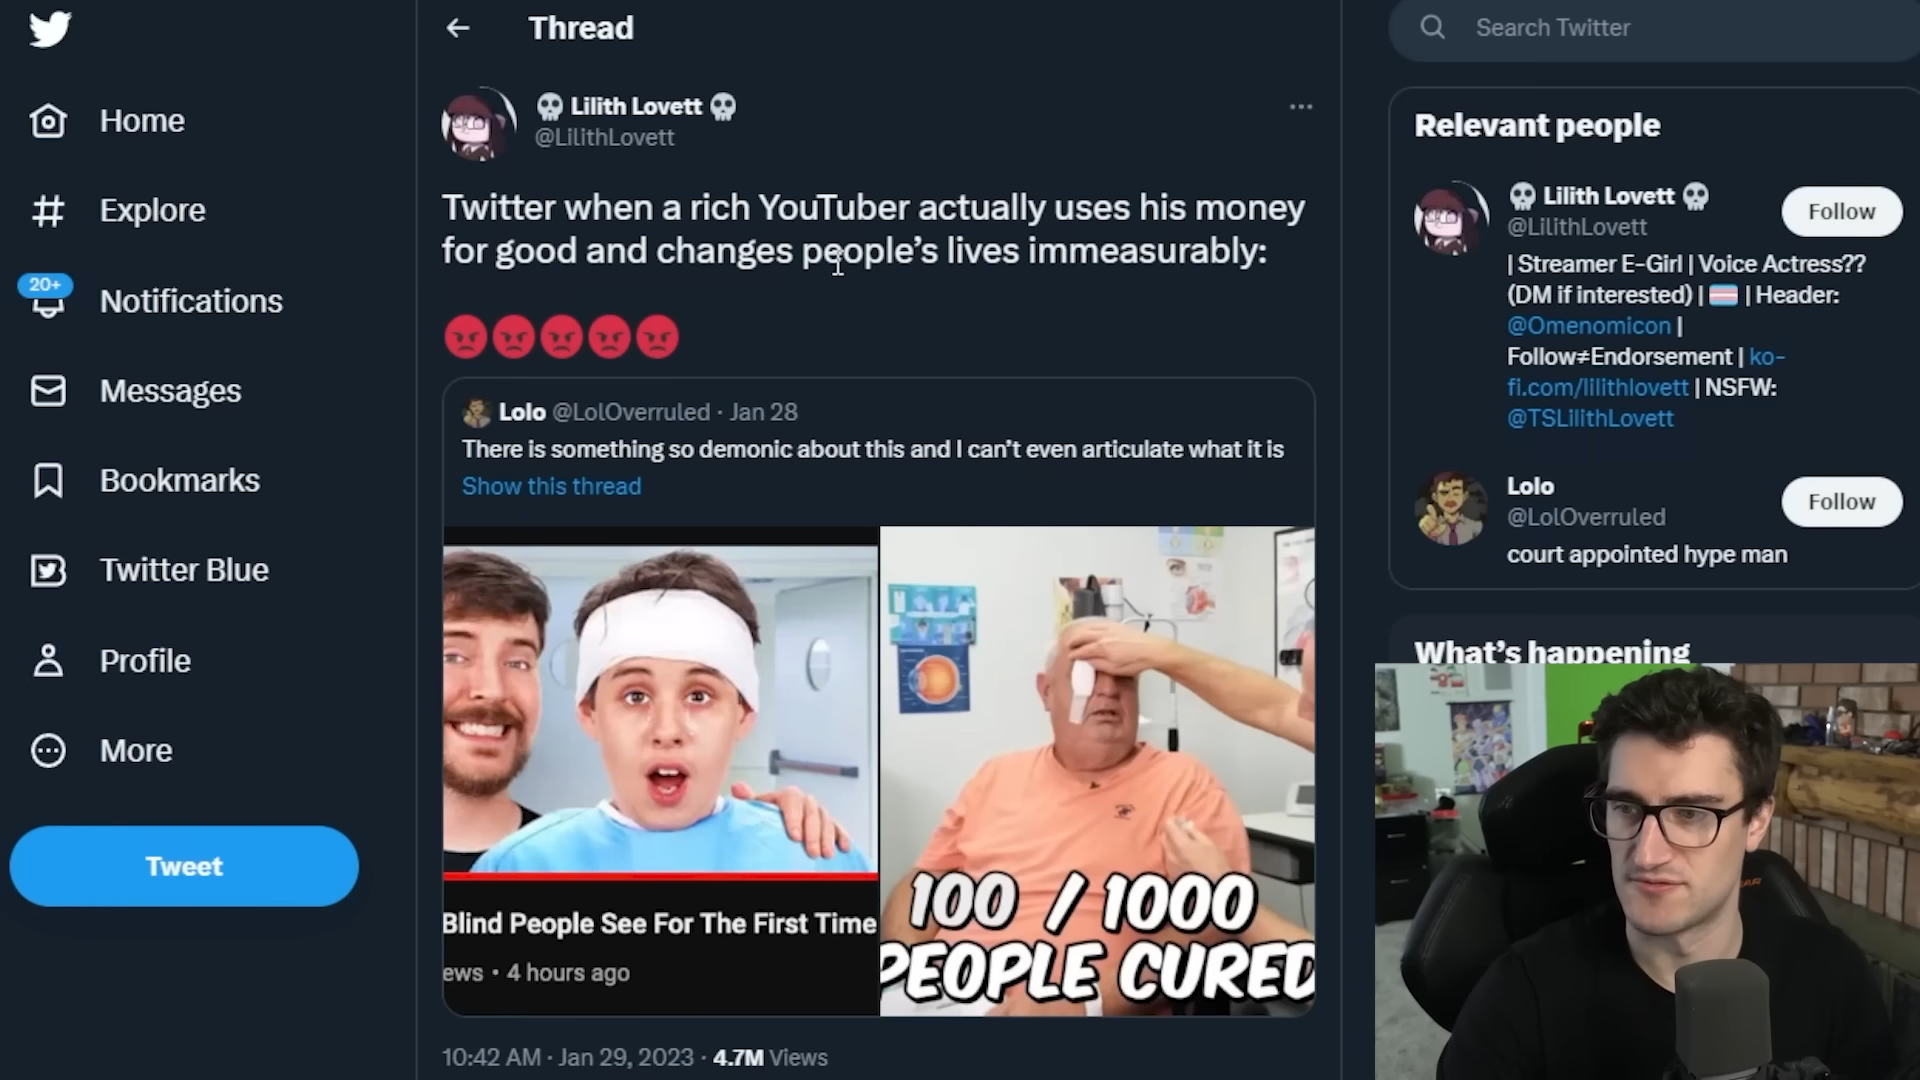 Home
Explore
20+
Notifications
Messages
Bookmarks
Twitter Blue
Profile
More
Tweet
Thread
💀 Lilith Lovett 💀
@LilithLovett
Twitter when a rich YouTuber actually uses his money
for good and changes people's lives immeasurably:
😡😡😡😡😡
Lolo @LolOverruled · Jan 28
There is something so demonic about this and I can't even articulate what it is
Show this thread
Blind People See For The First Time
ews • 4 hours ago
100 / 1000
PEOPLE CURED
10:42 AM · Jan 29, 2023 · 4.7M Views
Search Twitter
Relevant people
💀 Lilith Lovett 💀
@LilithLovett
Follow
| Streamer E-Girl | Voice Actress??
(DM if interested) | 🏳️‍⚧️ | Header:
@Omenomicon |
Follow≠Endorsement | ko-
fi.com/lilithlovett | NSFW:
@TSLilithLovett
Lolo
@LolOverruled
Follow
court appointed hype man
What's happening